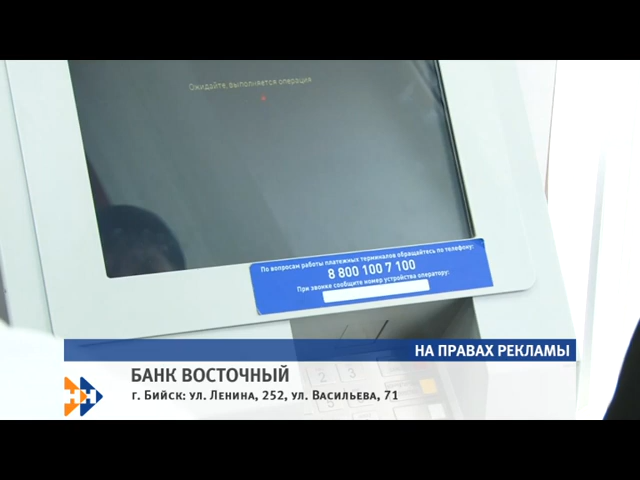 Ожидайте, выполняется операция
По вопросам работы платежных терминалов обращайтесь по телефону:
8 800 100 7 100
При звонке сообщите номер устройства оператору:
НА ПРАВАХ РЕКЛАМЫ
БАНК ВОСТОЧНЫЙ
г. Бийск: ул. Ленина, 252, ул. Васильева, 71
НН